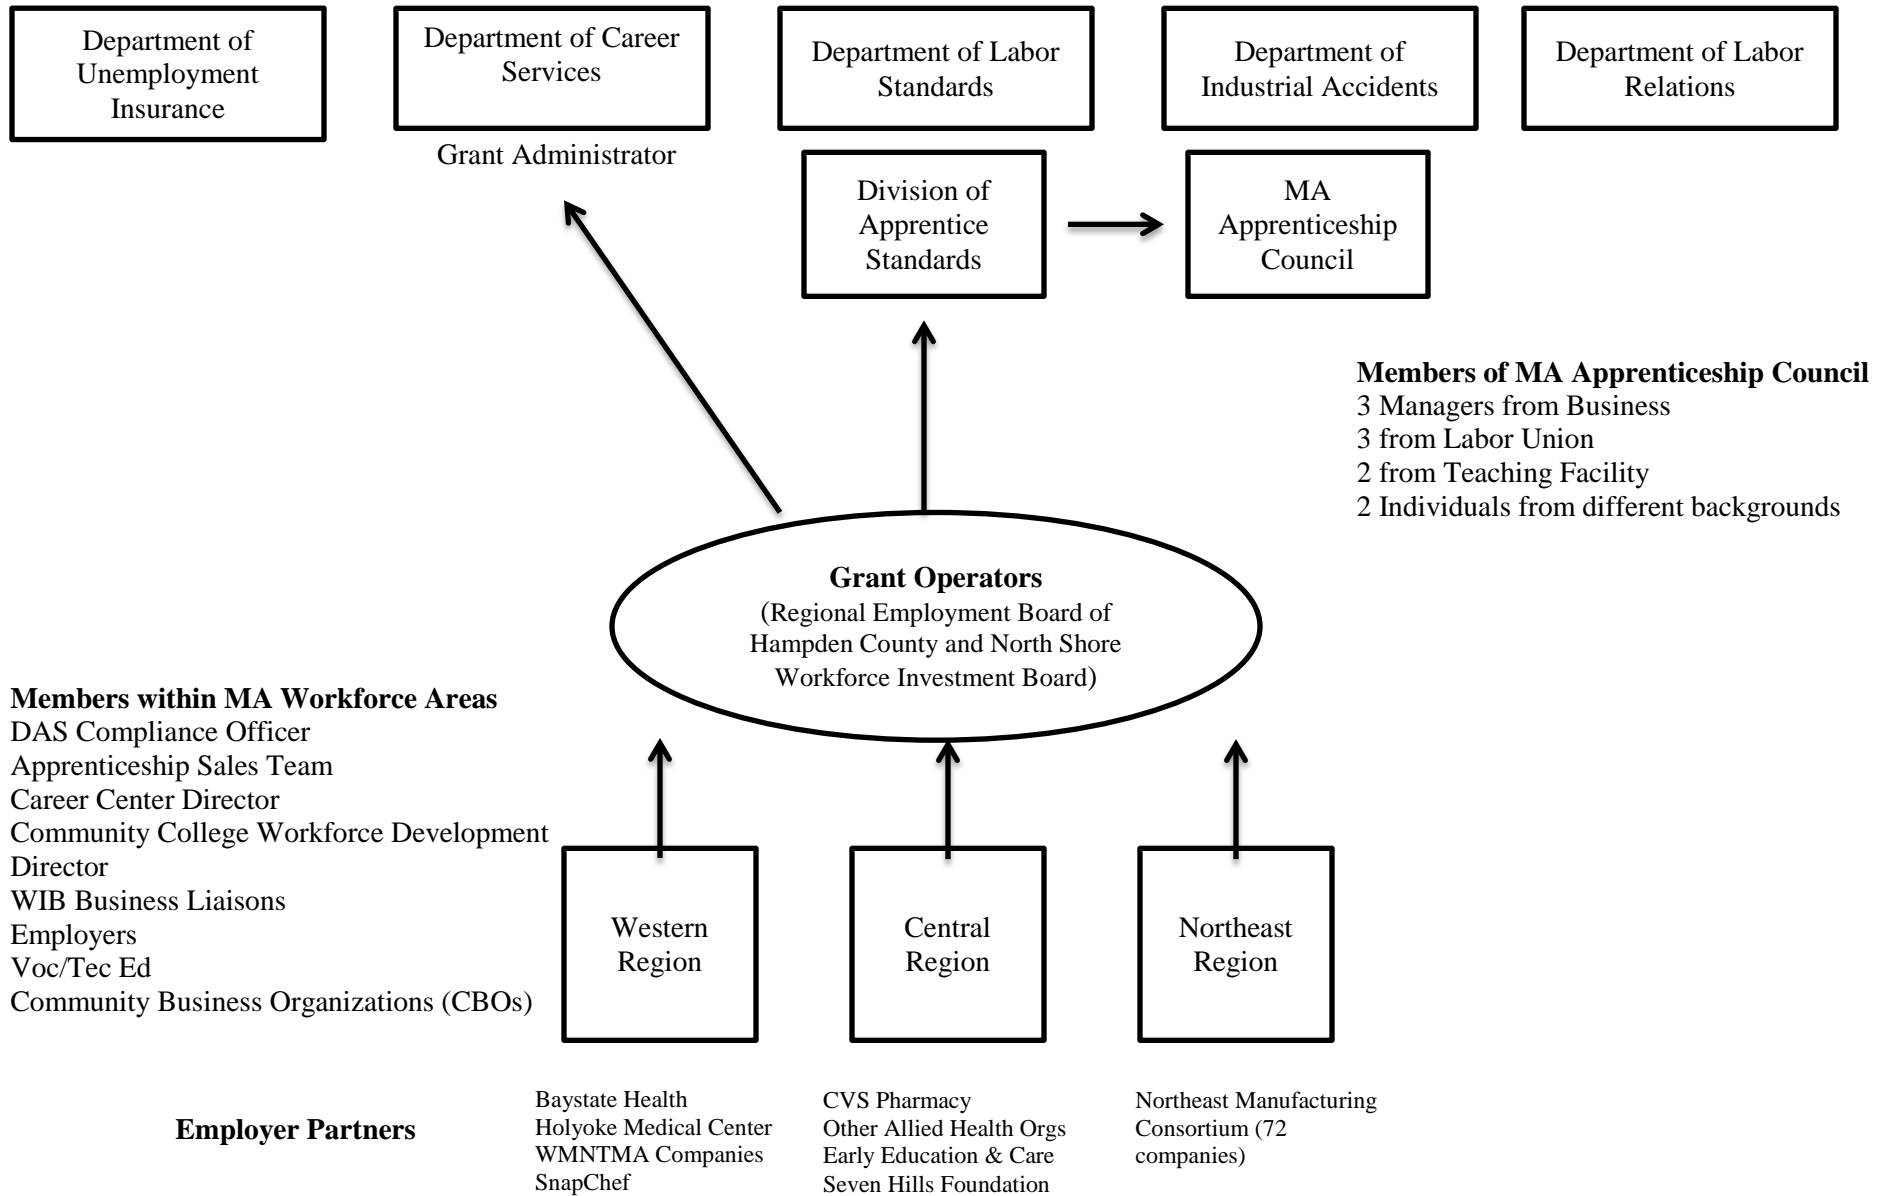 Department of
Unemployment
Insurance
Department of Career
Services
Department of Labor
Standards
Department of
Industrial Accidents
Department of Labor
Relations
Grant Administrator
Division of
Apprentice
Standards
MA
Apprenticeship
Council
Members of MA Apprenticeship Council
3 Managers from Business
3 from Labor Union
2 from Teaching Facility
2 Individuals from different backgrounds
Grant Operators
(Regional Employment Board of
Hampden County and North Shore
Workforce Investment Board)
Members within MA Workforce Areas
DAS Compliance Officer
Apprenticeship Sales Team
Career Center Director
Community College Workforce Development
Director
WIB Business Liaisons
Employers
Voc/Tec Ed
Community Business Organizations (CBOs)
Western
Region
Central
Region
Northeast
Region
Employer Partners
Baystate Health
Holyoke Medical Center
WMNTMA Companies
SnapChef
CVS Pharmacy
Other Allied Health Orgs
Early Education & Care
Seven Hills Foundation
Northeast Manufacturing
Consortium (72
companies)